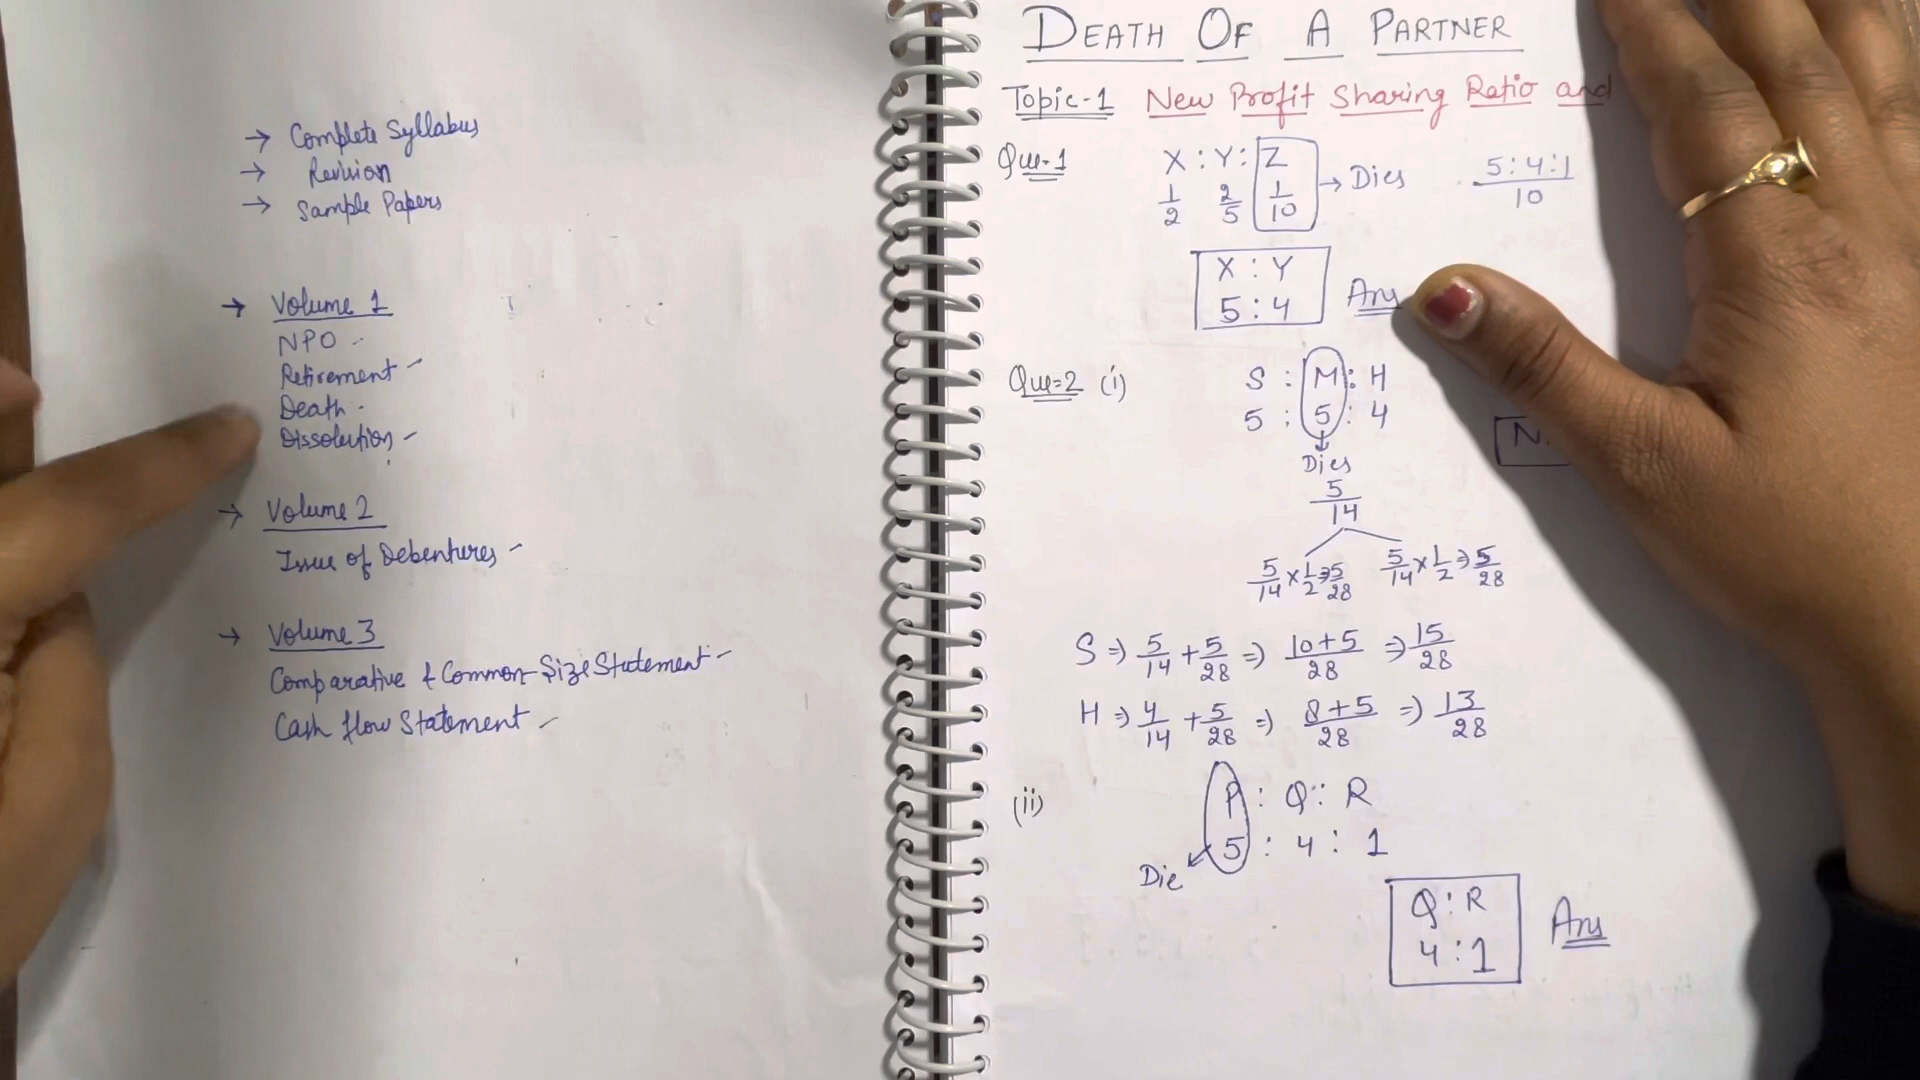 → Complete Syllabus
→ Revision
→ Sample Papers
→ Volume 1
NPO -
Retirement -
Death -
Dissolution -
→ Volume 2
Issue of Debentures -
→ Volume 3
Comparative & Common-Size Statement -
Cash flow Statement -
DEATH OF A PARTNER
Topic-1 New Profit Sharing Ratio and
Que-1 X : Y : Z → Dies 5:4:1/10
1/2 2/5 1/10
X : Y
5 : 4 Ans
Que=2 (i) S : M : H
5 : 5 : 4
N.
Dies
5/14
5/14 × 1/2 ⇒ 5/28 5/14 × 1/2 ⇒ 5/28
S ⇒ 5/14 + 5/28 ⇒ 10+5/28 ⇒ 15/28
H ⇒ 4/14 + 5/28 ⇒ 8+5/28 ⇒ 13/28
(ii) P : Q : R
5 : 4 : 1
Die
Q : R
4 : 1 Ans